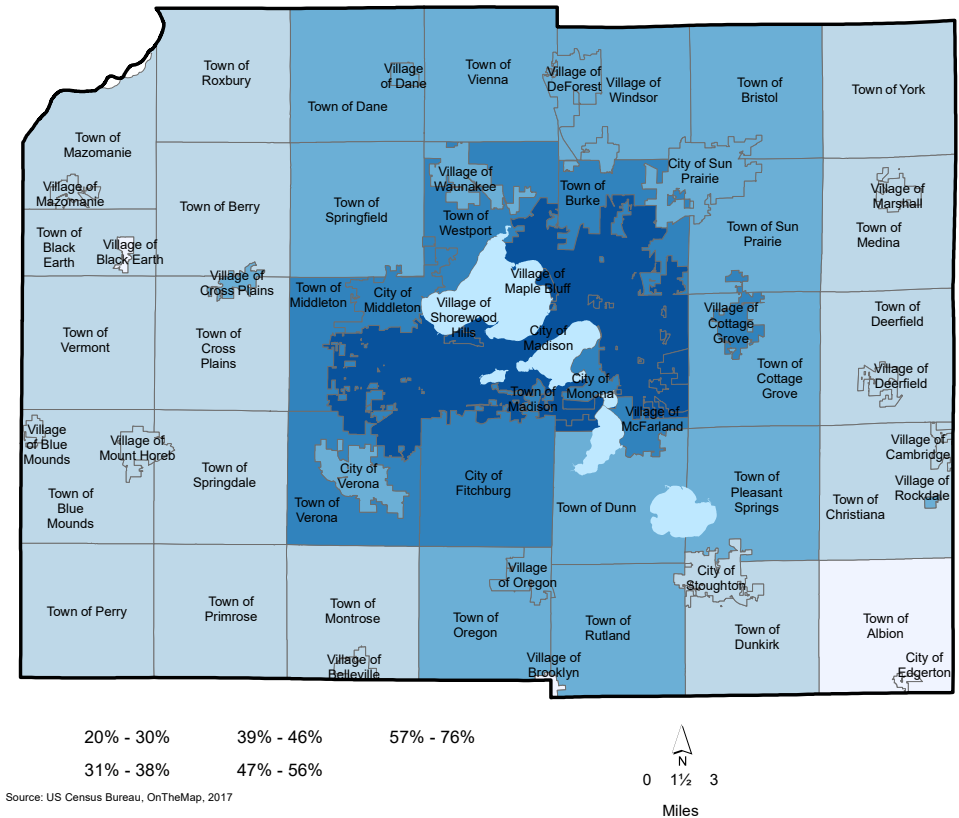 Town of
Roxbury
Village
of Dane
Town of Dane
Town of
Vienna
Village of
DeForest
Village of
Windsor
Town of
Bristol
Town of York
Town of
Mazomanie
Village of
Mazomanie
Town of Berry
Town of
Springfield
Village of
Waunakee
Town of
Westport
Town of
Burke
City of Sun
Prairie
Town of Sun
Prairie
Village of
Marshall
Town of
Medina
Town of
Black
Earth
Village of
Black Earth
Village of
Cross Plains
Town of
Middleton
City of
Middleton
Village of
Shorewood
Hills
Village of
Maple Bluff
City of
Madison
Village of
Cottage
Grove
Town of
Deerfield
Town of
Vermont
Town of
Cross
Plains
Town of
Madison
City of
Monona
Village of
McFarland
Town of
Cottage
Grove
Village of
Deerfield
Village
of Blue
Mounds
Village of
Mount Horeb
Town of
Blue
Mounds
Town of
Springdale
City of
Verona
Town of
Verona
City of
Fitchburg
Town of Dunn
Town of
Pleasant
Springs
Village of
Cambridge
Village of
Rockdale
Town of
Christiana
Town of Perry
Town of
Primrose
Town of
Montrose
Village of
Belleville
Village
of Oregon
Town of
Oregon
Village of
Brooklyn
Town of
Rutland
City of
Stoughton
Town of
Dunkirk
Town of
Albion
City of
Edgerton
20% - 30%
39% - 46%
57% - 76%
31% - 38%
47% - 56%
N
0 1½ 3
Miles
Source: US Census Bureau, OnTheMap, 2017